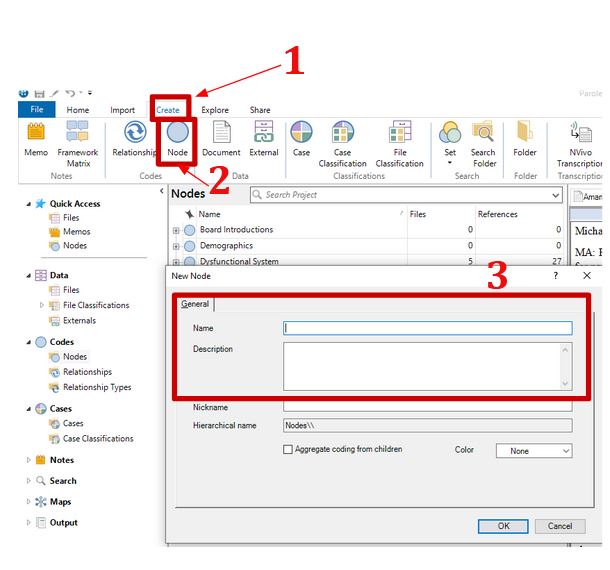 1
Parole
File Home Import Create Explore Share
Memo Framework Matrix Relationship Node Document External Case Case Classification File Classification Set Search Folder Folder NVivo Transcription
Notes Codes Data Classifications Search Folder Transcription
2
Quick Access
Files
Memos
Nodes
Data
Files
File Classifications
Externals
Codes
Nodes
Relationships
Relationship Types
Cases
Cases
Case Classifications
Notes
Search
Maps
Output
Nodes Search Project
Name Files References
Board Introductions 0 0
Demographics 0 0
Dysfunctional System 5 27
Aman
Micha
MA: F
New Node ? X
3
General
Name
Description
Nickname
Hierarchical name Nodes\\
Aggregate coding from children Color None
OK Cancel